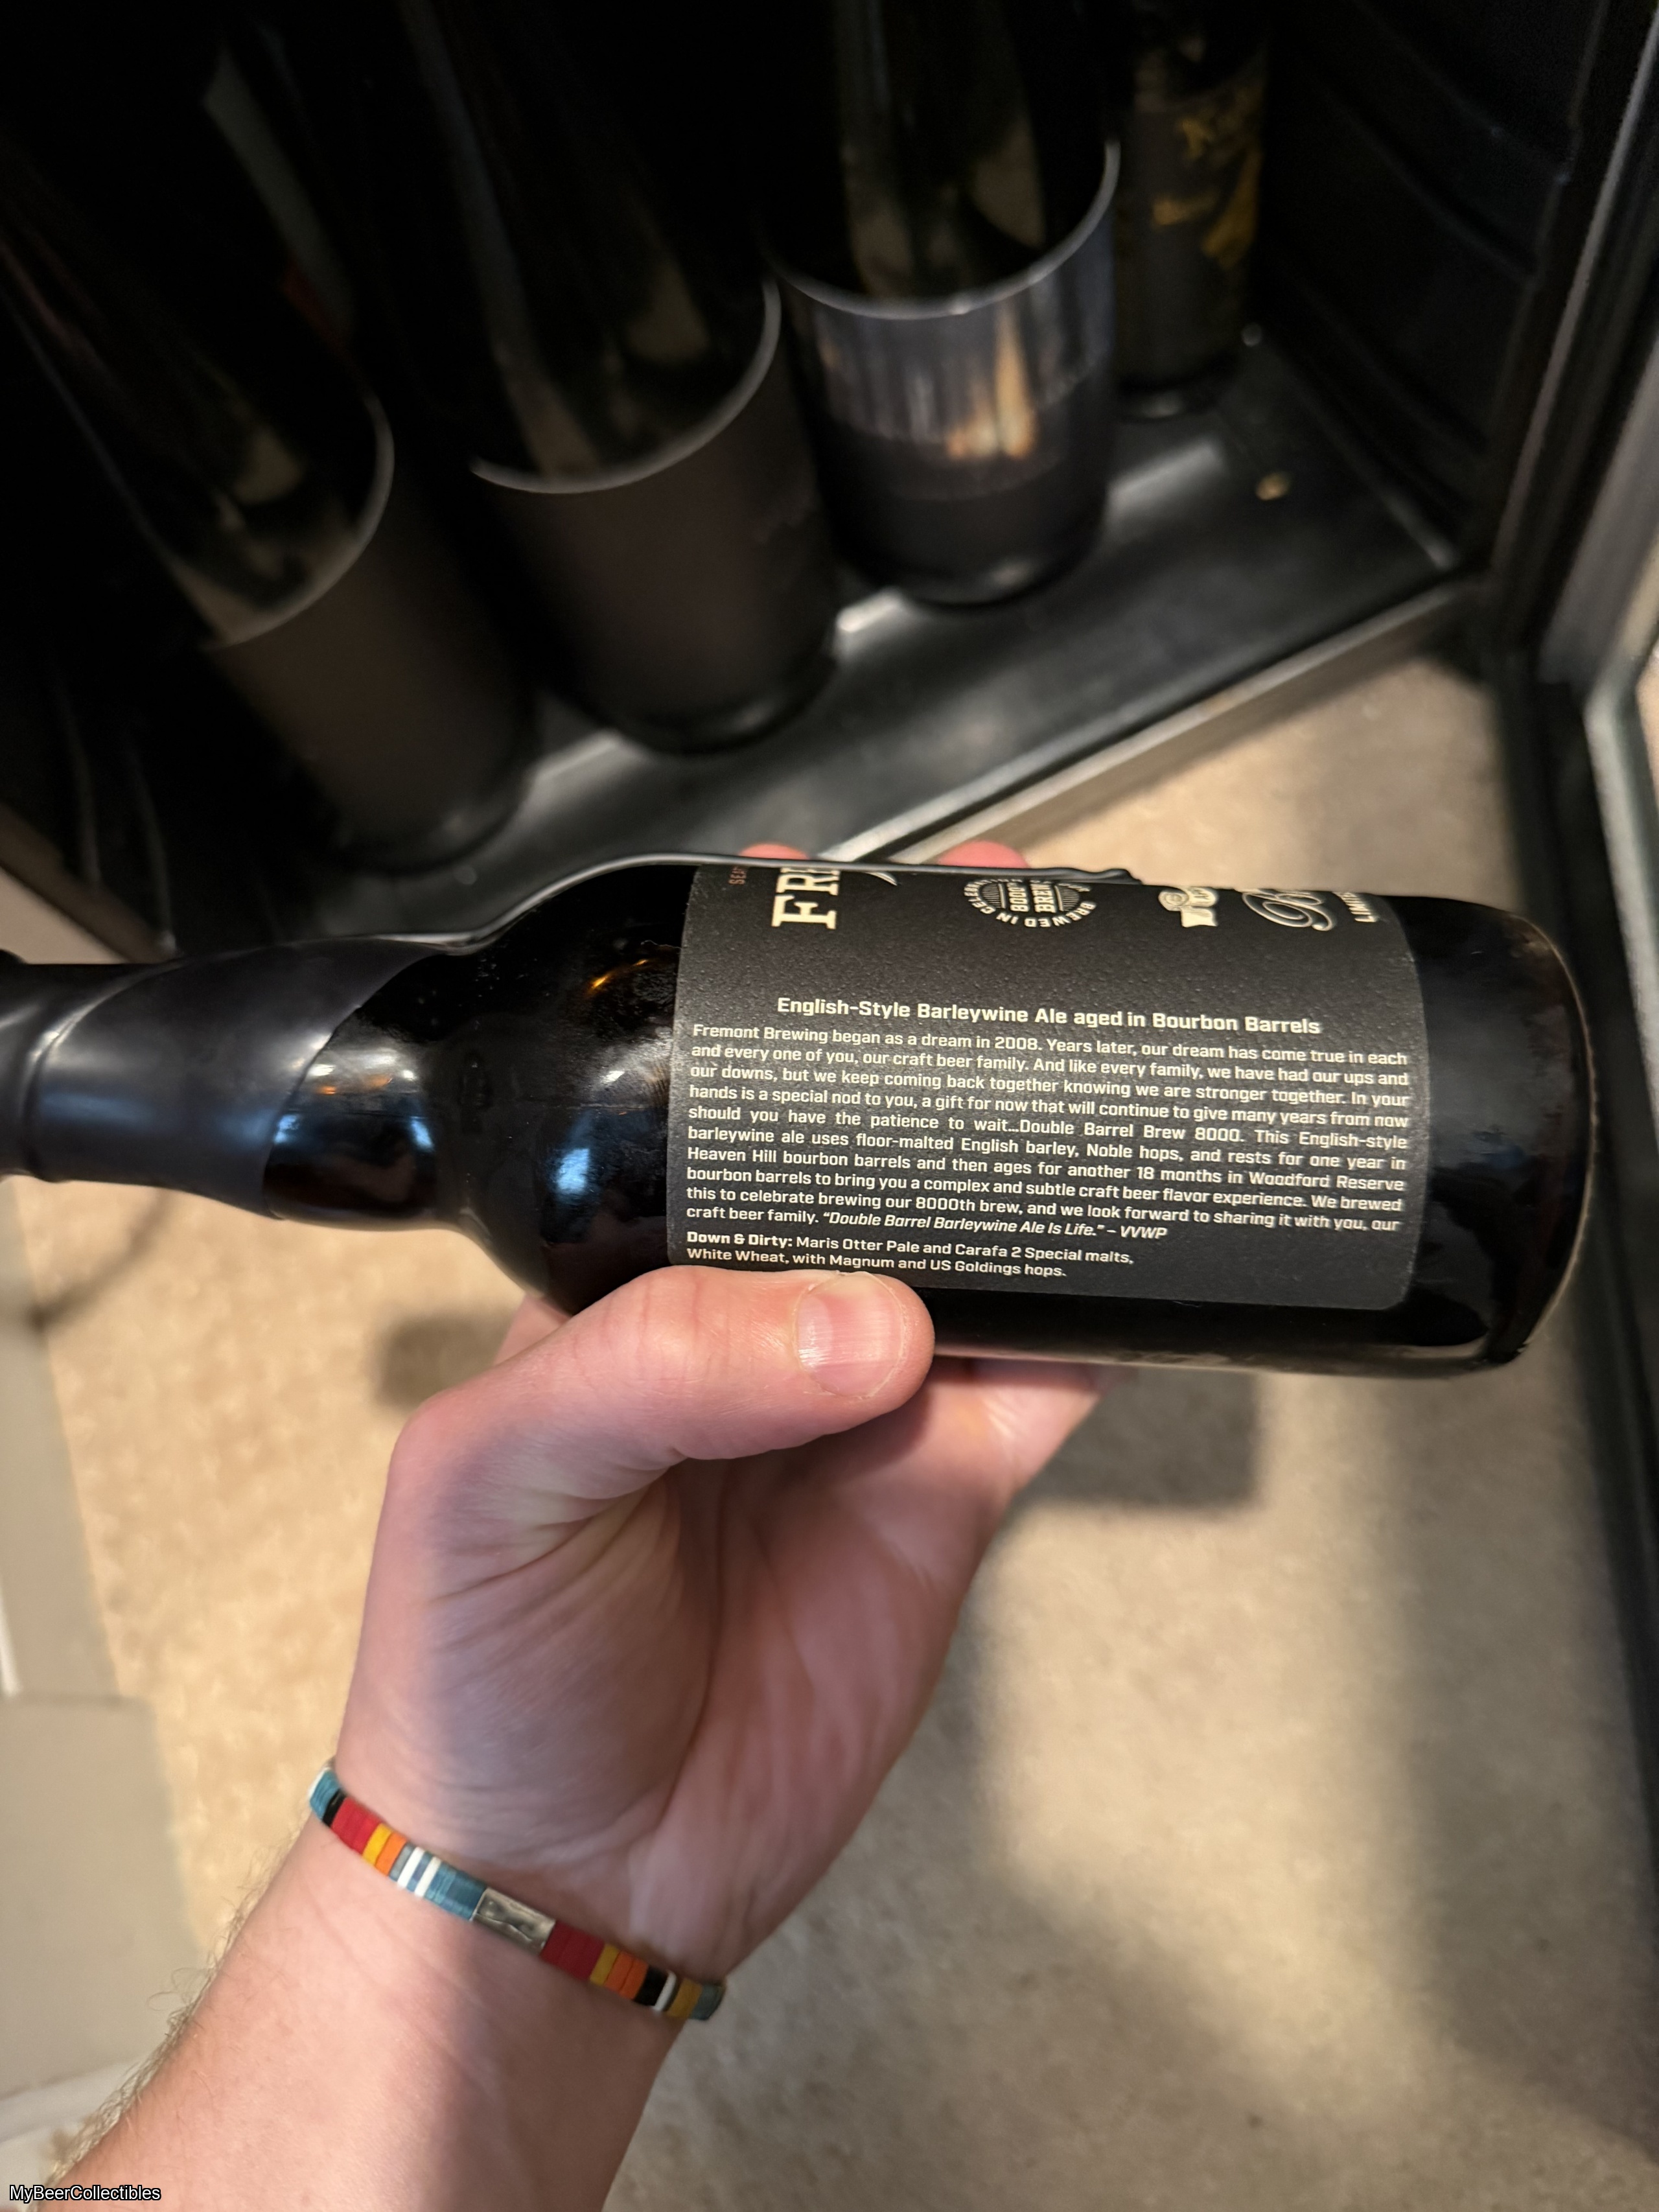 FRE
BREWED IN CELE
8000TH
BREW
English-Style Barleywine Ale aged in Bourbon Barrels
Fremont Brewing began as a dream in 2008. Years later, our dream has come true in each
and every one of you, our craft beer family. And like every family, we have had our ups and
our downs, but we keep coming back together knowing we are stronger together. In your
hands is a special nod to you, a gift for now that will continue to give many years from now
should you have the patience to wait...Double Barrel Brew 8000. This English-style
barleywine ale uses floor-malted English barley, Noble hops, and rests for one year in
Heaven Hill bourbon barrels and then ages for another 18 months in Woodford Reserve
bourbon barrels to bring you a complex and subtle craft beer flavor experience. We brewed
this to celebrate brewing our 8000th brew, and we look forward to sharing it with you, our
craft beer family. “Double Barrel Barleywine Ale Is Life.” – VVWP
Down & Dirty: Maris Otter Pale and Carafa 2 Special malts,
White Wheat, with Magnum and US Goldings hops.
MyBeerCollectibles